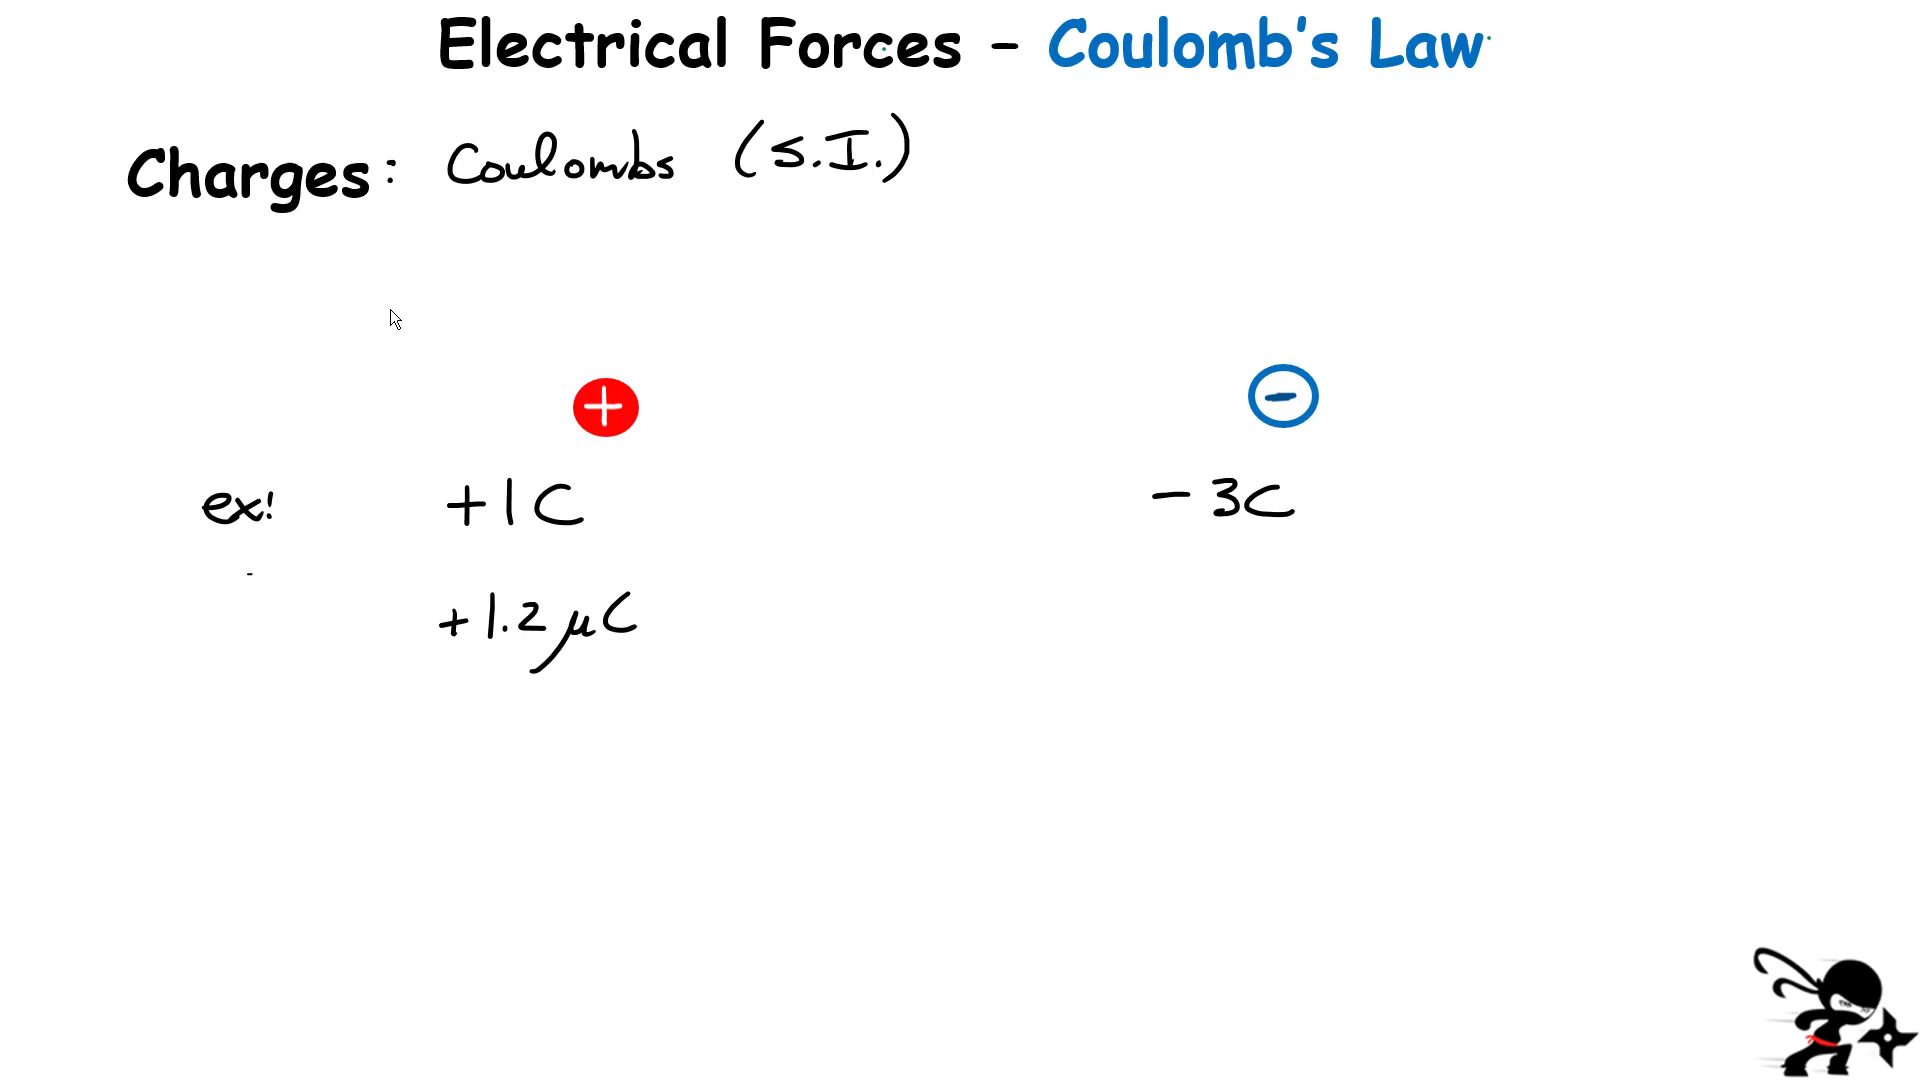 Electrical Forces - Coulomb's Law
Charges: Coulombs (S.I.)
+ -
ex: +1C -3C
+1.2μC